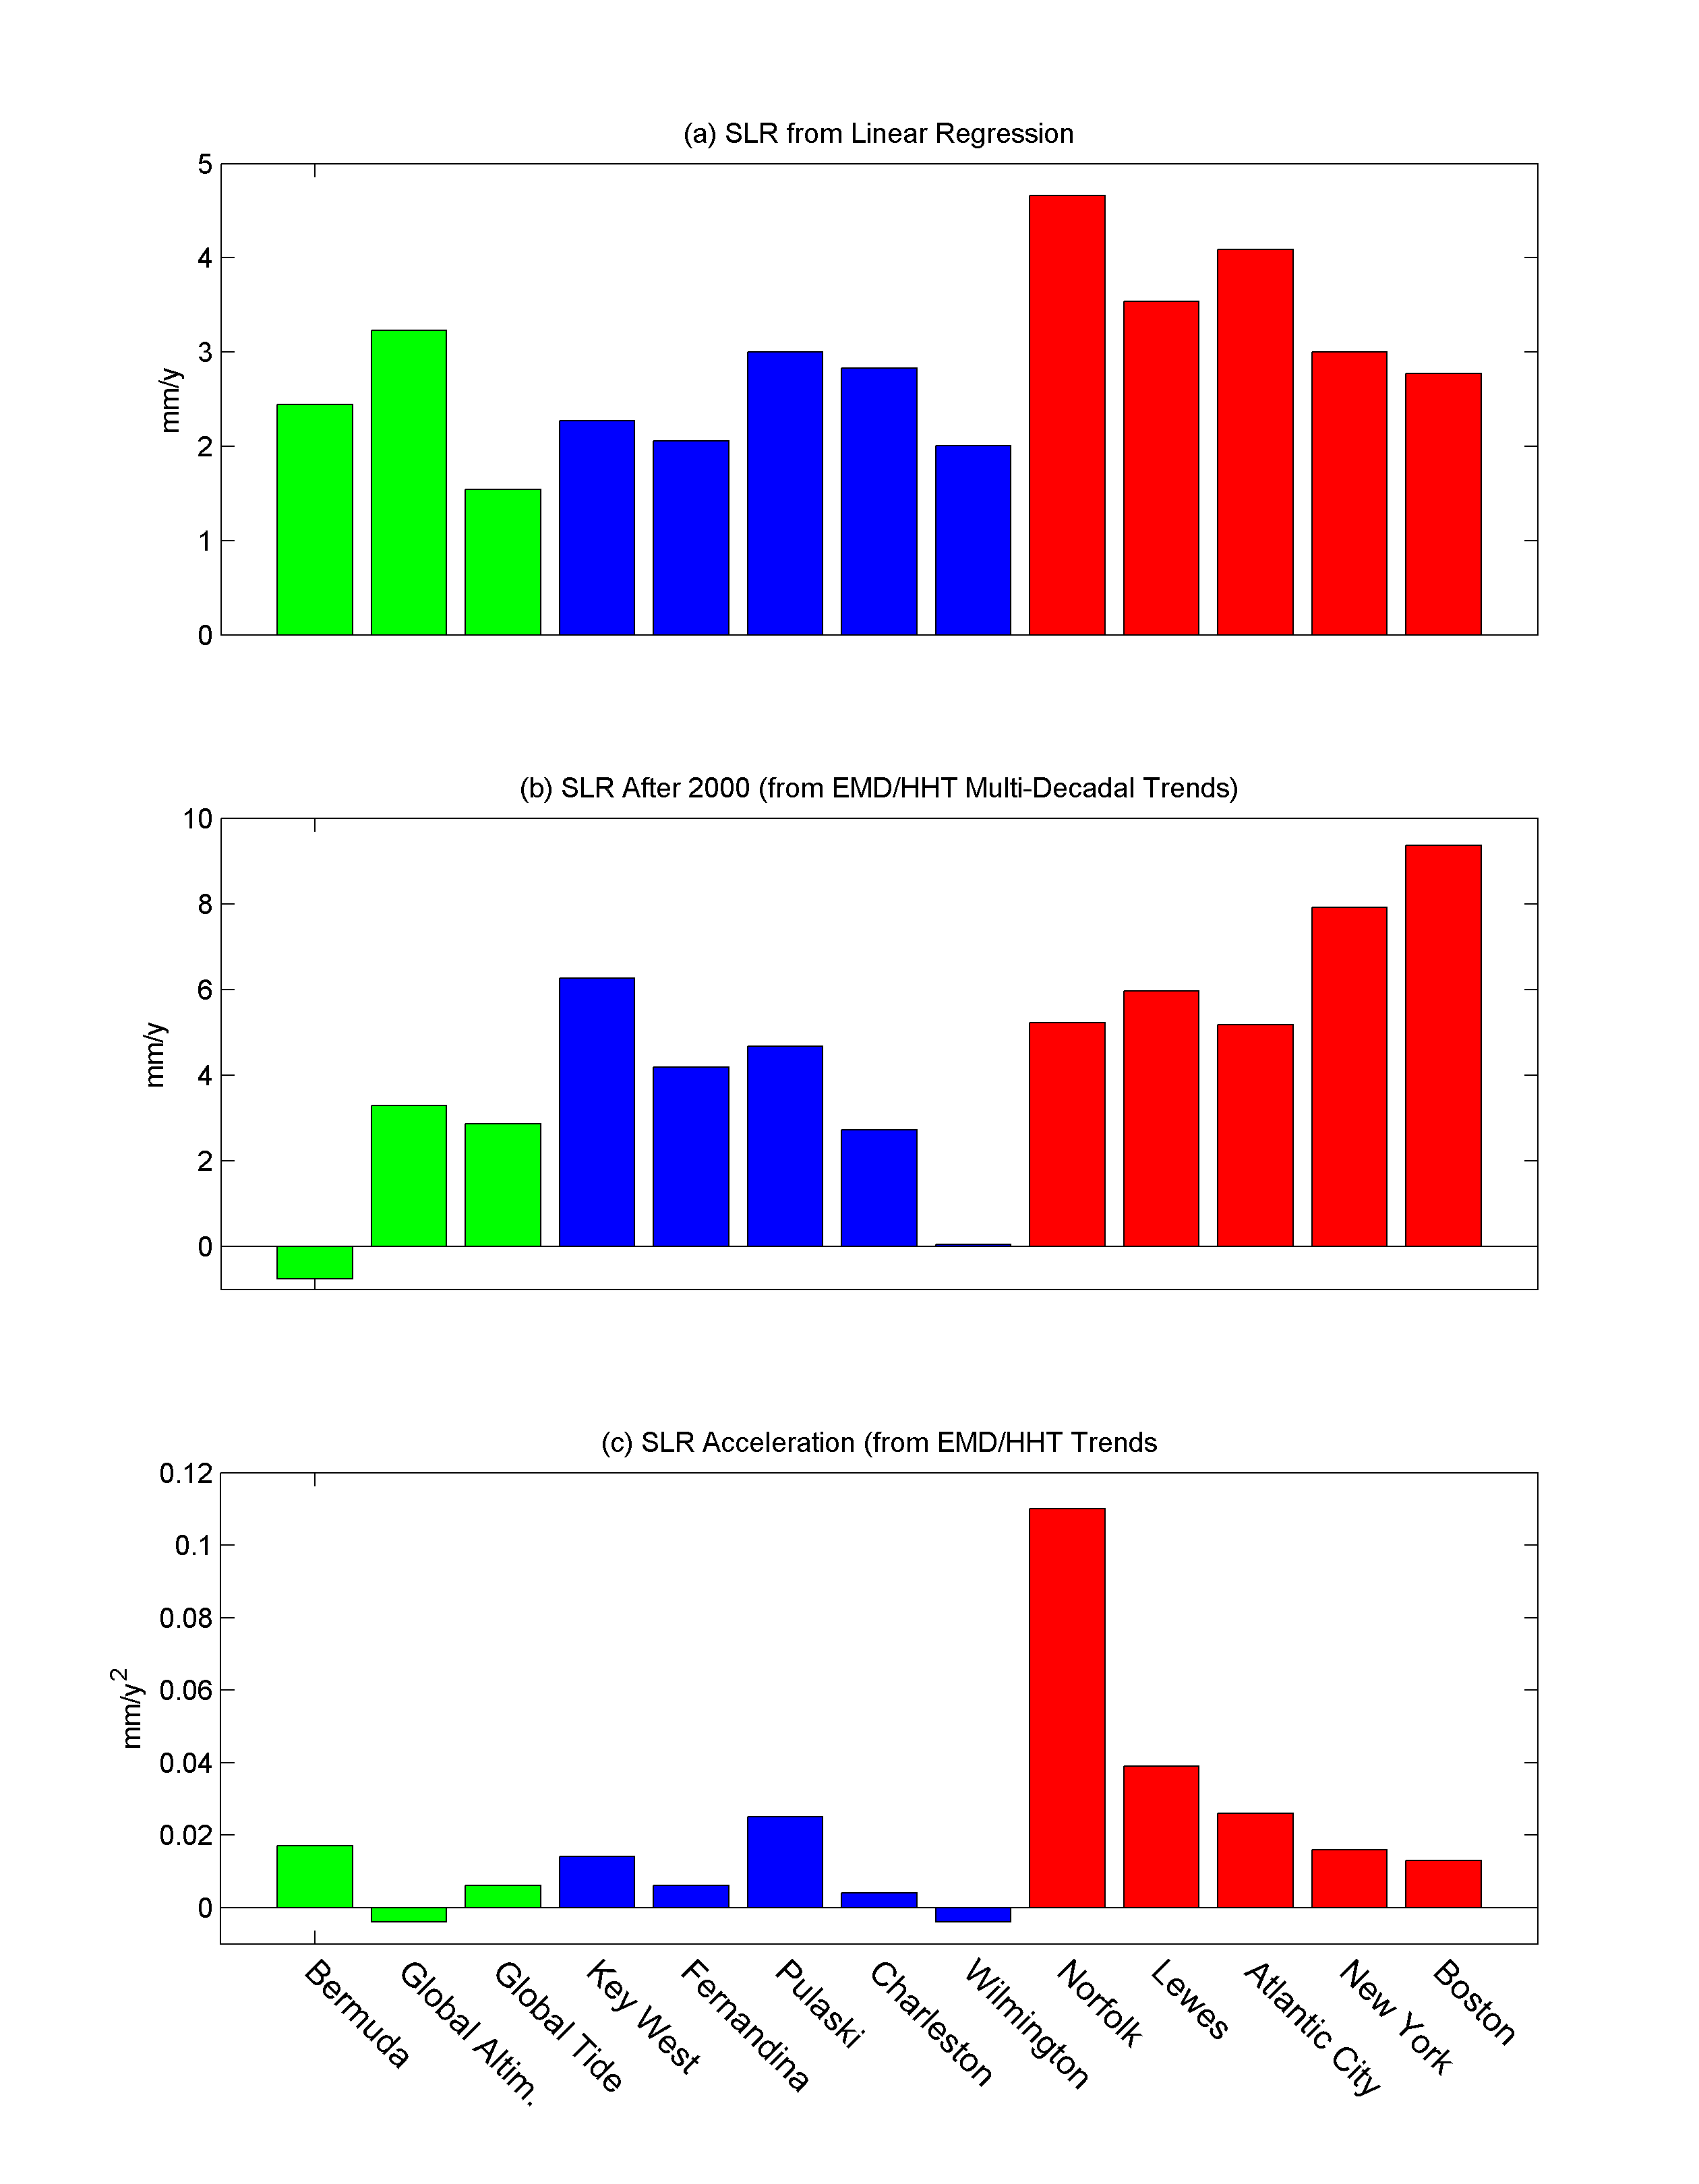 (a) SLR from Linear Regression
5
4
3
2
1
0
mm/y
(b) SLR After 2000 (from EMD/HHT Multi-Decadal Trends)
10
8
6
4
2
0
mm/y
(c) SLR Acceleration (from EMD/HHT Trends
0.12
0.1
0.08
0.06
0.04
0.02
0
mm/y²
Bermuda
Global Altim.
Global Tide
Key West
Fernandina
Pulaski
Charleston
Wilmington
Norfolk
Lewes
Atlantic City
New York
Boston